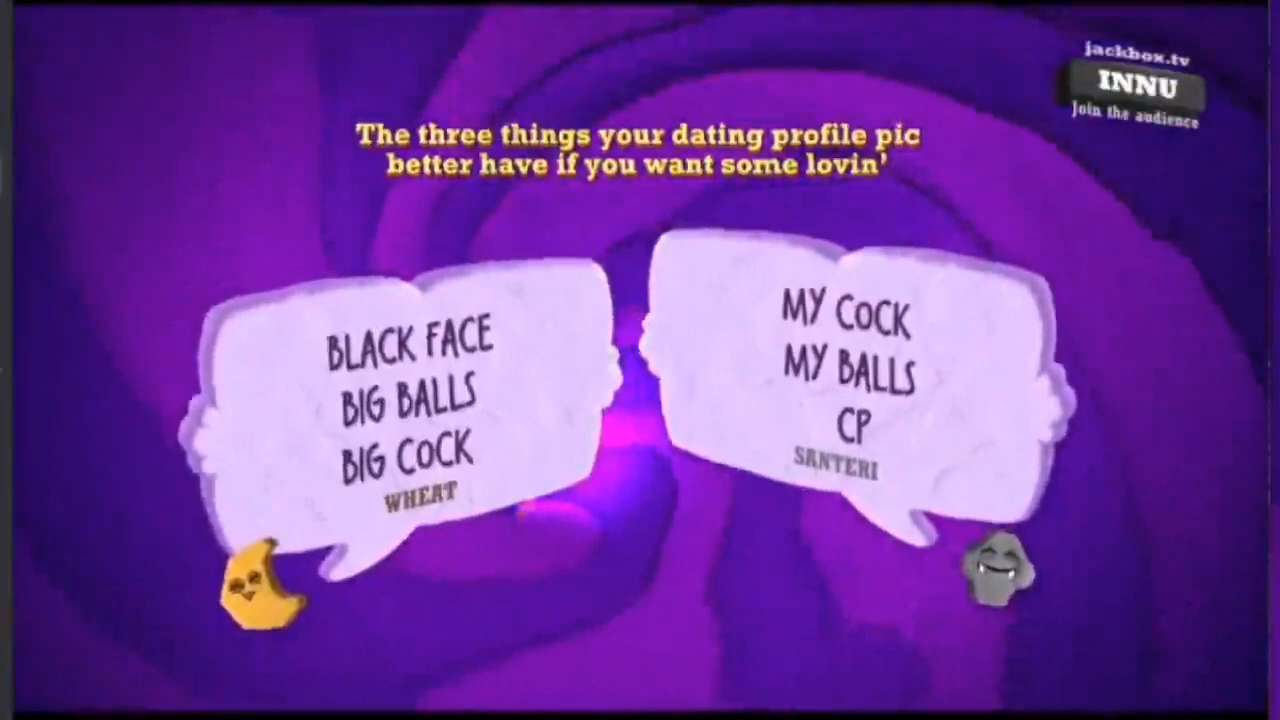 jackbox.tv
INNU
Join the audience
The three things your dating profile pic
better have if you want some lovin'
BLACK FACE
BIG BALLS
BIG COCK
WHEAT
MY COCK
MY BALLS
CP
SANTERI